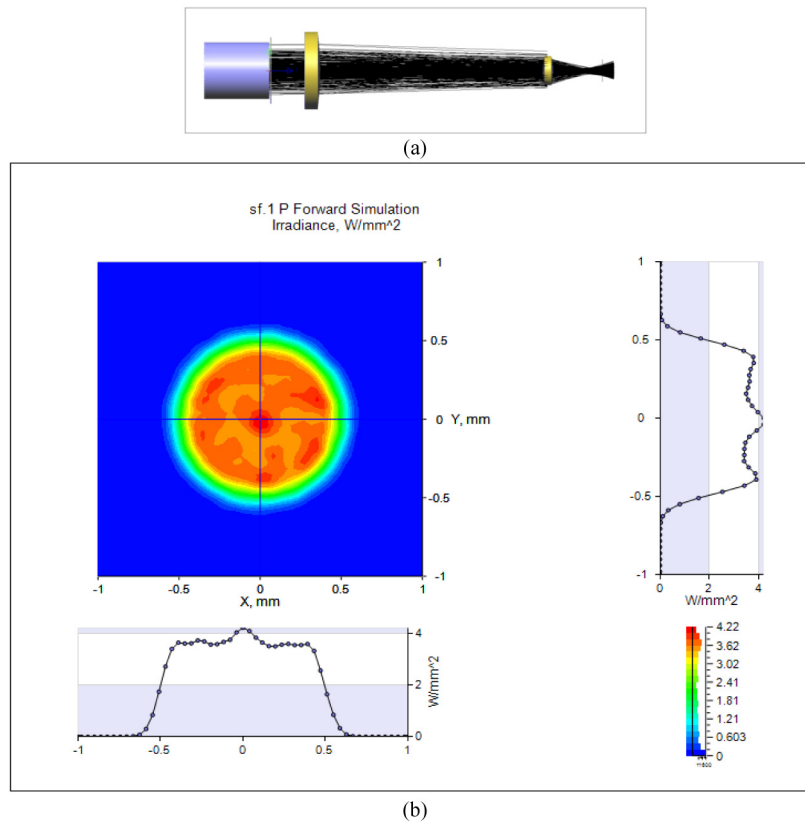 (a)
sf.1 P Forward Simulation
Irradiance, W/mm^2
1
0.5
0 Y, mm
-0.5
-1
-1 -0.5 0 0.5 1
X, mm
1
0.5
0
-0.5
-1
0 2 4
W/mm^2
4
2
0
W/mm^2
-1 -0.5 0 0.5 1
4.22
3.62
3.02
2.41
1.81
1.21
0.603
0
(b)